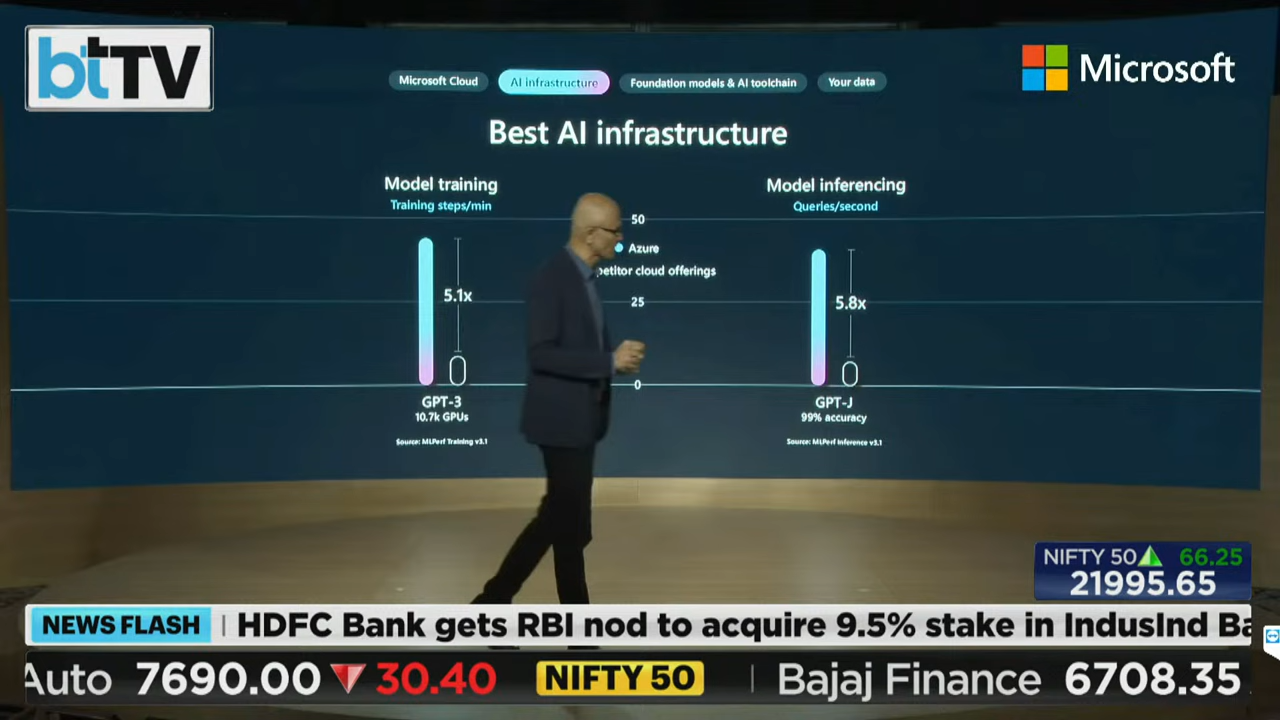 btTV
Microsoft
Microsoft Cloud
AI infrastructure
Foundation models & AI toolchain
Your data
Best AI infrastructure
Model training
Training steps/min
Model inferencing
Queries/second
50
Azure
petitor cloud offerings
5.1x
25
5.8x
0
GPT-3
10.7k GPUs
GPT-J
99% accuracy
Source: MLPerf Training v3.1
Source: MLPerf Inference v3.1
NIFTY 50 66.25
21995.65
NEWS FLASH HDFC Bank gets RBI nod to acquire 9.5% stake in IndusInd Ba
Auto 7690.00 30.40 NIFTY 50 Bajaj Finance 6708.35